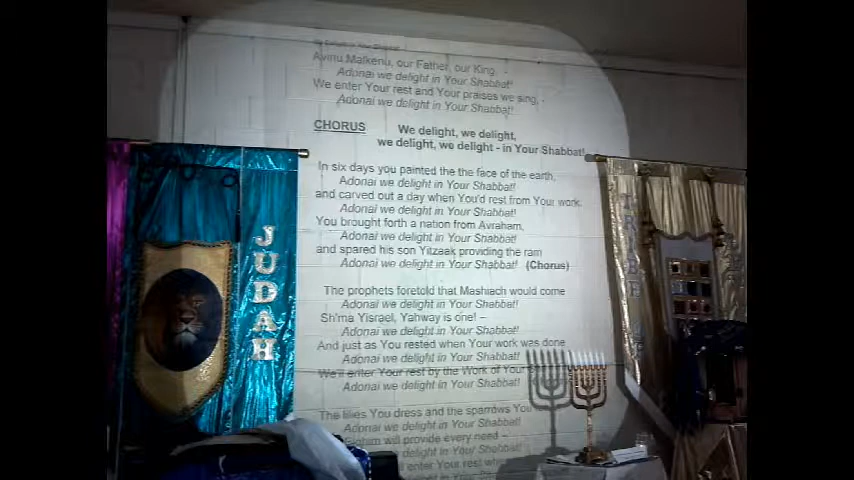 Avinu Malkenu, our Father, our King, -
Adonai we delight in Your Shabbat!
We enter Your rest and Your praises we sing, -
Adonai we delight in Your Shabbat!
CHORUS We delight, we delight,
we delight, we delight - in Your Shabbat!
In six days you painted the the face of the earth,
Adonai we delight in Your Shabbat!
and carved out a day when You'd rest from Your work.
Adonai we delight in Your Shabbat!
You brought forth a nation from Avraham,
Adonai we delight in Your Shabbat!
and spared his son Yitzaak providing the ram
Adonai we delight in Your Shabbat! (Chorus)
The prophets foretold that Mashiach would come
Adonai we delight in Your Shabbat!
Sh'ma Yisrael, Yahway is one! –
Adonai we delight in Your Shabbat!
And just as You rested when Your work was done
Adonai we delight in Your Shabbat!
We'll enter Your rest by the Work of Your
Adonai we delight in Your Shabbat!
The lilies You dress and the sparrows You
Adonai we delight in Your Shabbat!
will provide every need –
we delight in Your Shabbat!
enter Your rest
JUDAH
TRIBE